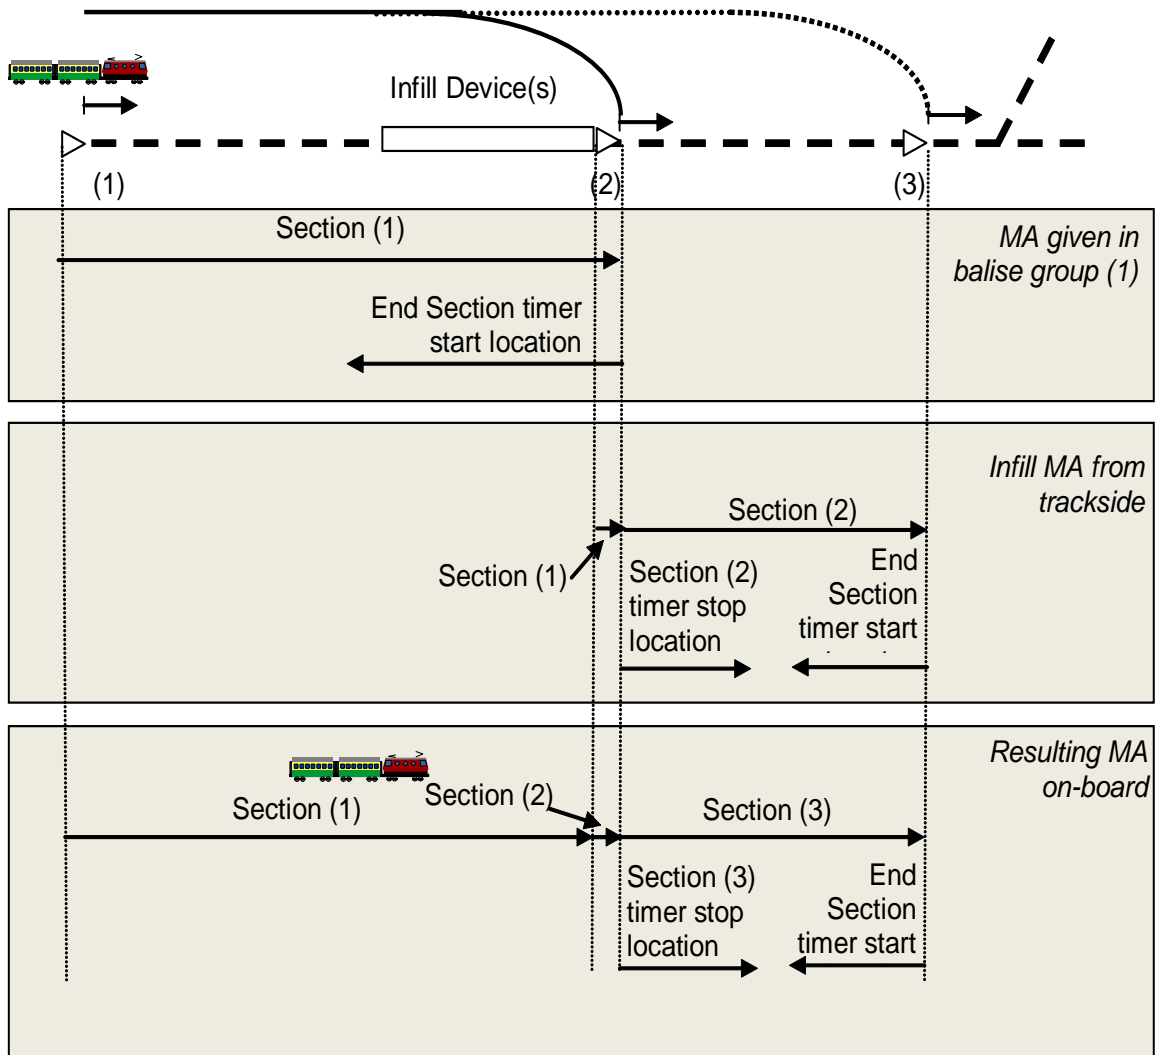 Infill Device(s)
(1)
(2)
(3)
Section (1)
MA given in
balise group (1)
End Section timer
start location
Infill MA from
trackside
Section (2)
Section (1)
Section (2)
timer stop
location
End
Section
timer start
Resulting MA
on-board
Section (1)
Section (2)
Section (3)
Section (3)
timer stop
location
End
Section
timer start